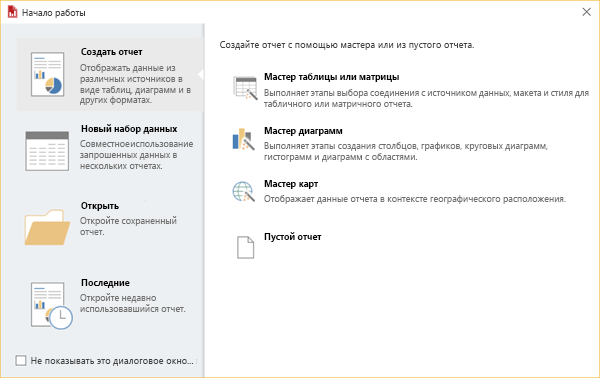 Начало работы
Создать отчет
Отображать данные из
различных источников в
виде таблиц, диаграмм и в
других форматах.
Новый набор данных
Совместноеиспользование
запрошенных данных в
нескольких отчетах.
Открыть
Откройте сохраненный
отчет.
Последние
Откройте недавно
использовавшийся отчет.
Не показывать это диалоговое окно...
Создайте отчет с помощью мастера или из пустого отчета.
Мастер таблицы или матрицы
Выполняет этапы выбора соединения с источником данных, макета и стиля для
табличного или матричного отчета.
Мастер диаграмм
Выполняет этапы создания столбцов, графиков, круговых диаграмм,
гистограмм и диаграмм с областями.
Мастер карт
Отображает данные отчета в контексте географического расположения.
Пустой отчет